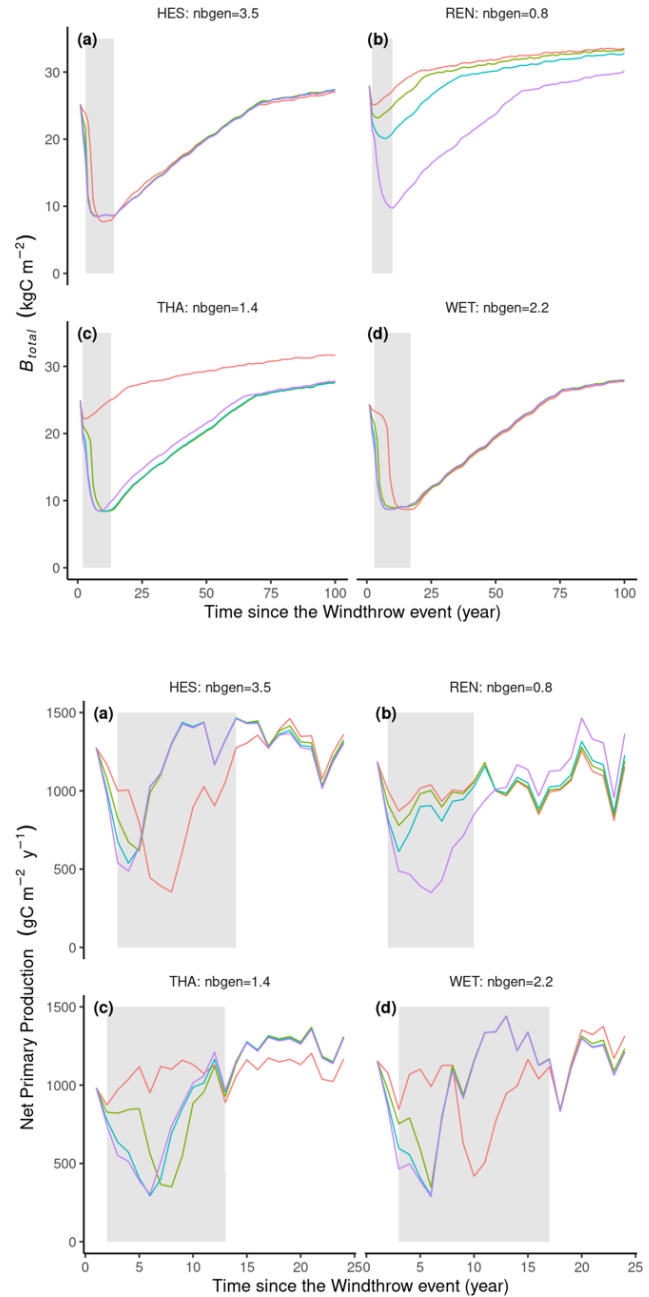 HES: nbgen=3.5
REN: nbgen=0.8
(a)
(b)
30
20
10
0
THA: nbgen=1.4
WET: nbgen=2.2
(c)
(d)
30
20
10
0
B_total (kgC m⁻²)
0 25 50 75 100
0 25 50 75 100
Time since the Windthrow event (year)
HES: nbgen=3.5
REN: nbgen=0.8
(a)
(b)
1500
1000
500
0
THA: nbgen=1.4
WET: nbgen=2.2
(c)
(d)
1500
1000
500
0
Net Primary Production (gC m⁻² y⁻¹)
0 5 10 15 20 25
0 5 10 15 20 25
Time since the Windthrow event (year)